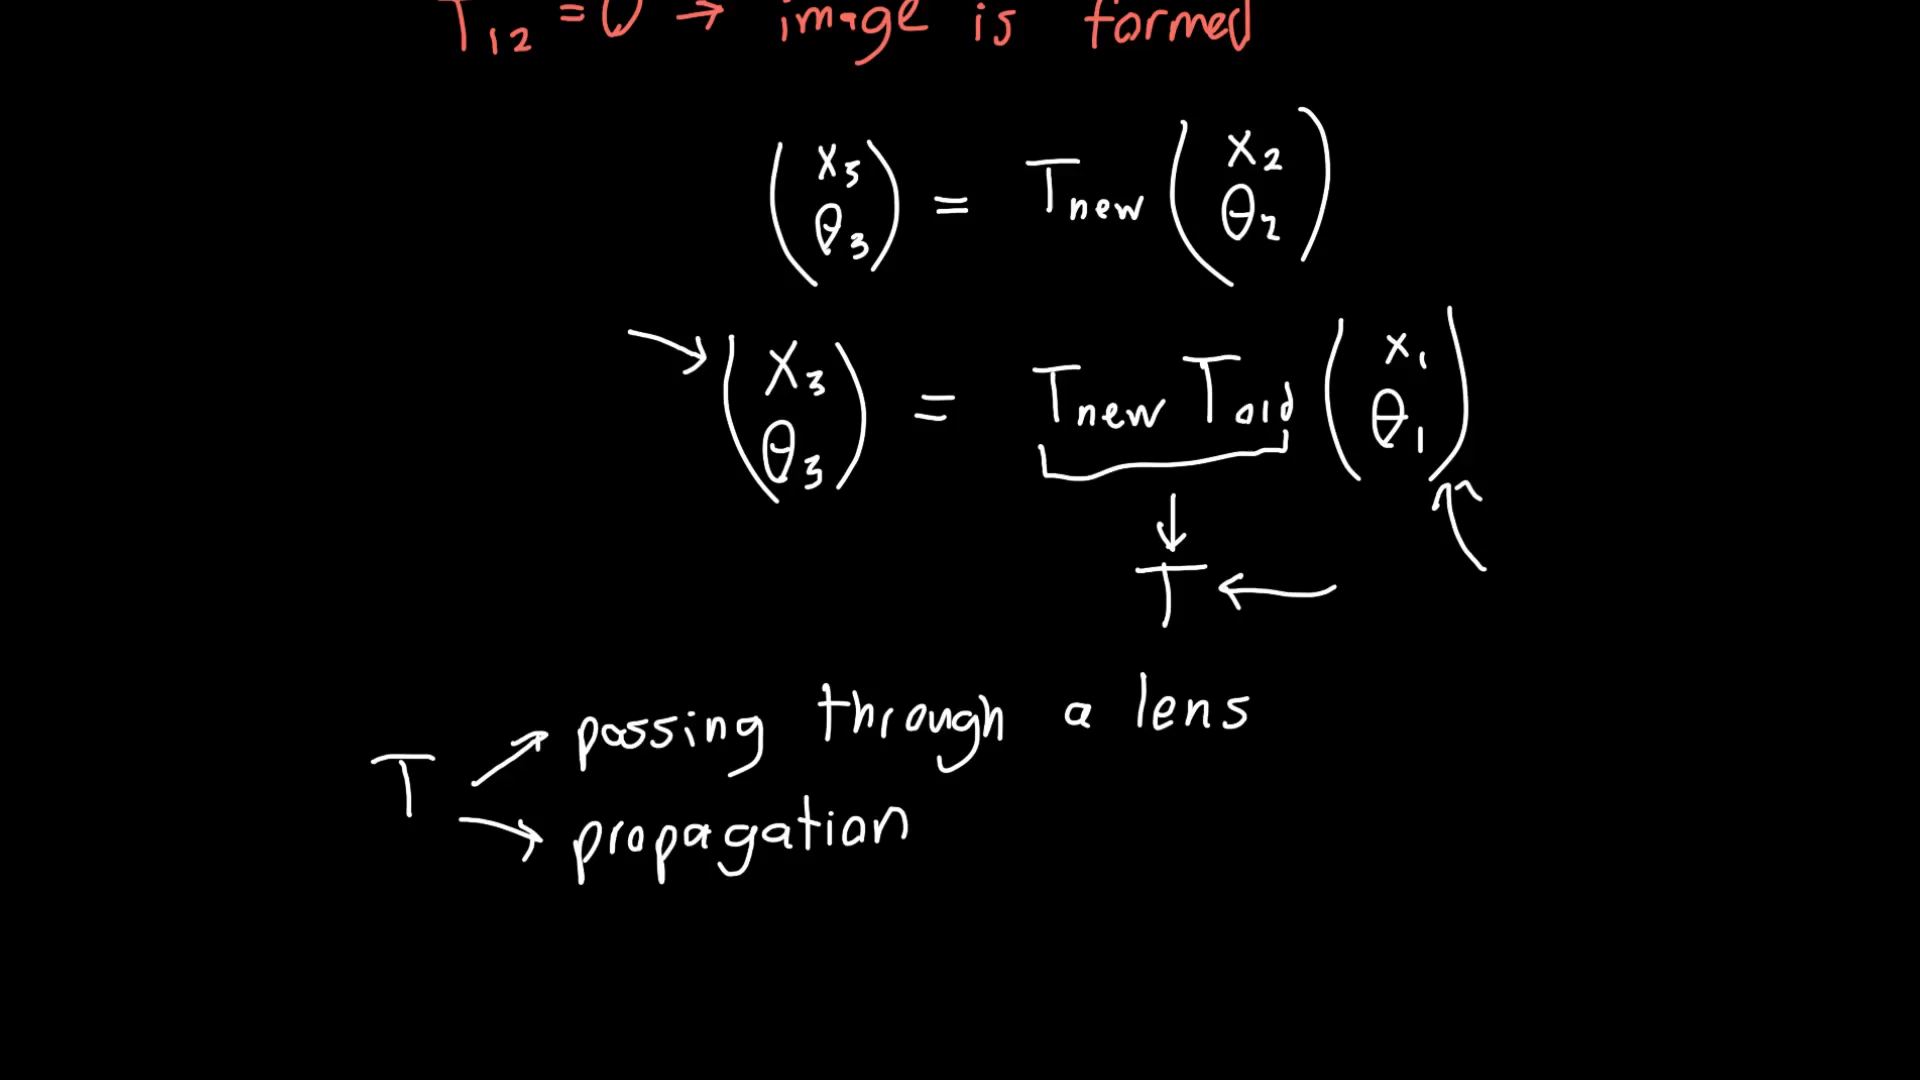 T₁₂ = 0 → image is formed
(x₃ θ₃) = T_new (x₂ θ₂)
→ (x₃ θ₃) = T_new T_old (x₁ θ₁)
↓
T ←
T ↗ passing through a lens
→ propagation